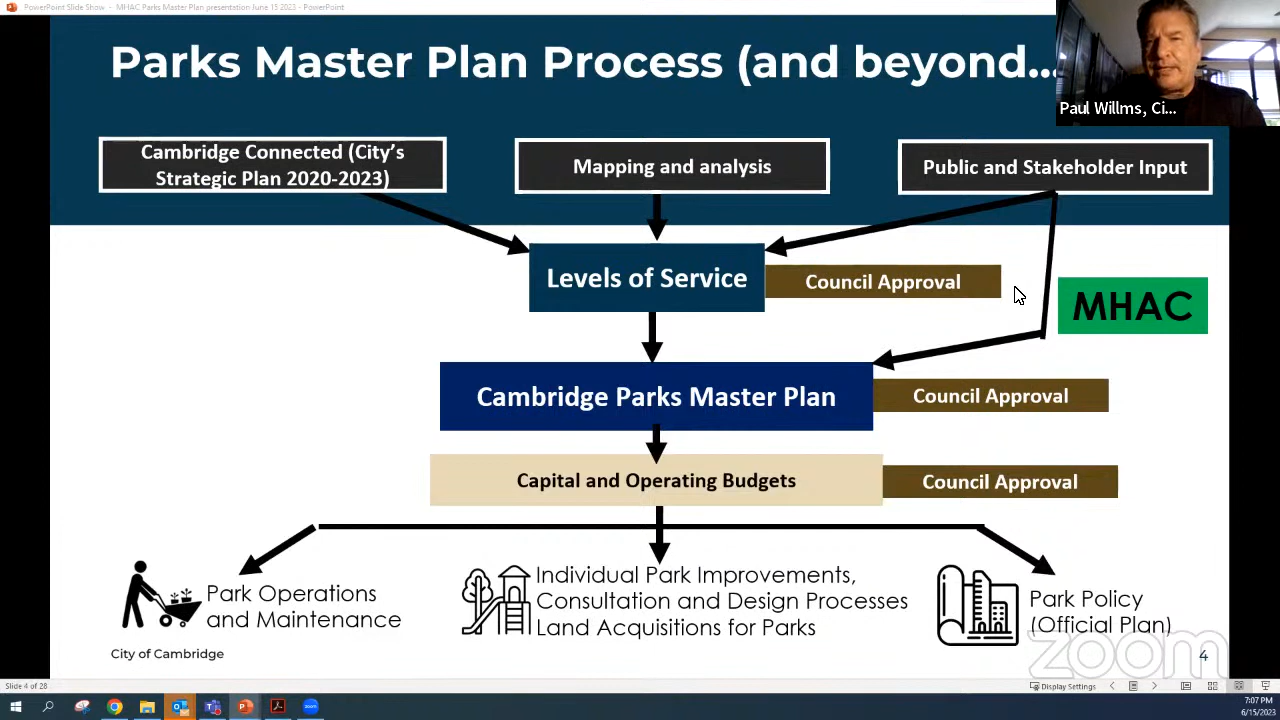 PowerPoint Slide Show - MHAC Parks Master Plan presentation June 15 2023 - PowerPoint
Parks Master Plan Process (and beyond...
Paul Willms, Ci...
Cambridge Connected (City's
Strategic Plan 2020-2023)
Mapping and analysis
Public and Stakeholder Input
Levels of Service
Council Approval
MHAC
Cambridge Parks Master Plan
Council Approval
Capital and Operating Budgets
Council Approval
Park Operations
and Maintenance
Individual Park Improvements,
Consultation and Design Processes
Land Acquisitions for Parks
Park Policy
(Official Plan)
City of Cambridge
zoom
4
Slide 4 of 28
Display Settings
zoom
7:07 PM
6/15/2023